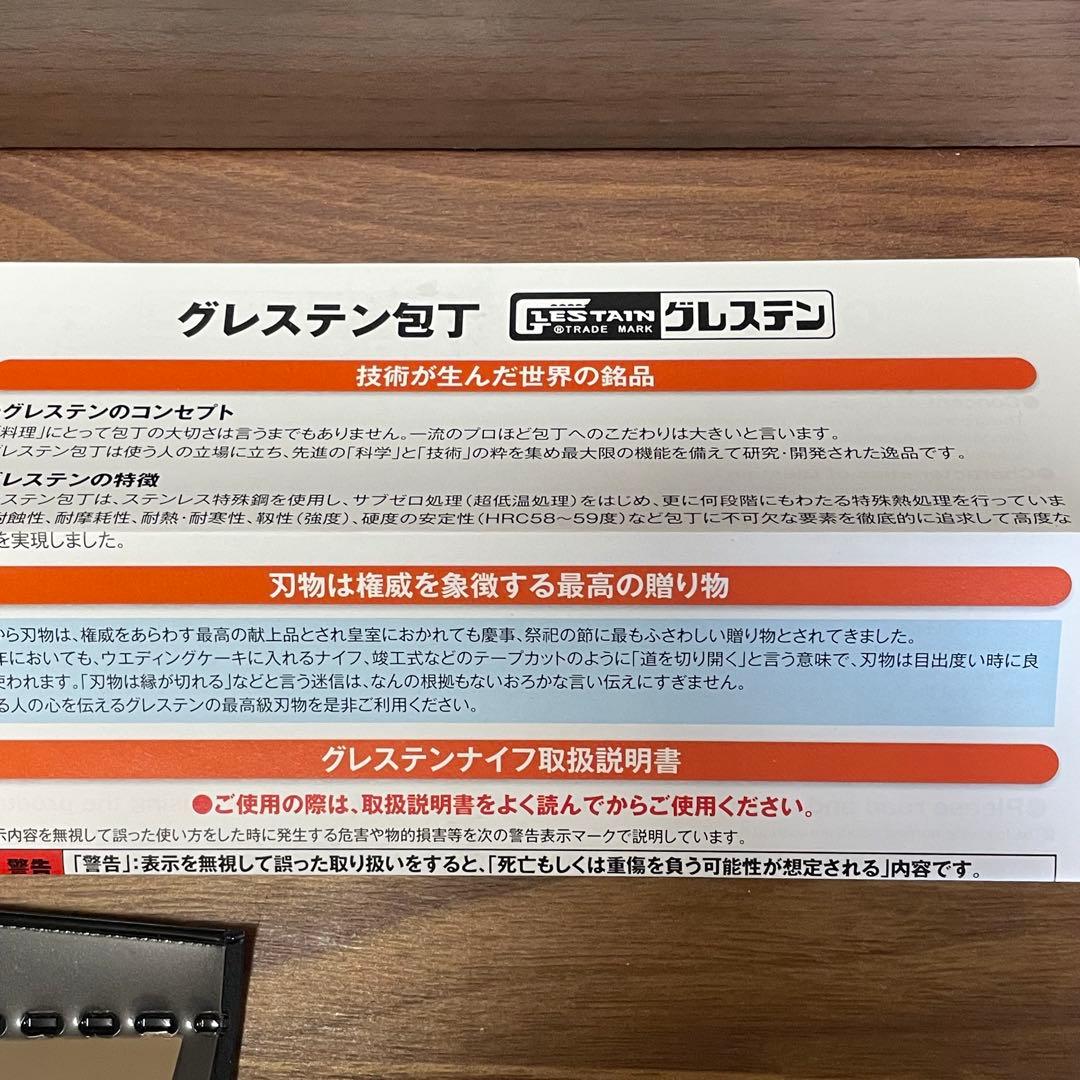 グレステン包丁 GLESTAIN ®TRADE MARK グレステン
技術が生んだ世界の銘品
グレステンのコンセプト
料理」にとって包丁の大切さは言うまでもありません。一流のプロほど包丁へのこだわりは大きいと言います。
レステン包丁は使う人の立場に立ち、先進の「科学」と「技術」の粋を集め最大限の機能を備えて研究・開発された逸品です。
レステンの特徴
ステン包丁は、ステンレス特殊鋼を使用し、サブゼロ処理(超低温処理)をはじめ、更に何段階にもわたる特殊熱処理を行っていま
耐蝕性、耐摩耗性、耐熱・耐寒性、靱性(強度)、硬度の安定性(HRC58〜59度)など包丁に不可欠な要素を徹底的に追求して高度な
を実現しました。
刃物は権威を象徴する最高の贈り物
から刃物は、権威をあらわす最高の献上品とされ皇室におかれても慶事、祭祀の節に最もふさわしい贈り物とされてきました。
年においても、ウエディングケーキに入れるナイフ、竣工式などのテープカットのように「道を切り開く」と言う意味で、刃物は目出度い時に良
使われます。「刃物は縁が切れる」などと言う迷信は、なんの根拠もないおろかな言い伝えにすぎません。
る人の心を伝えるグレステンの最高級刃物を是非ご利用ください。
グレステンナイフ取扱説明書
●ご使用の際は、取扱説明書をよく読んでからご使用ください。
示内容を無視して誤った使い方をした時に発生する危害や物的損害等を次の警告表示マークで説明しています。
警告 「警告」:表示を無視して誤った取り扱いをすると、「死亡もしくは重傷を負う可能性が想定される」内容です。